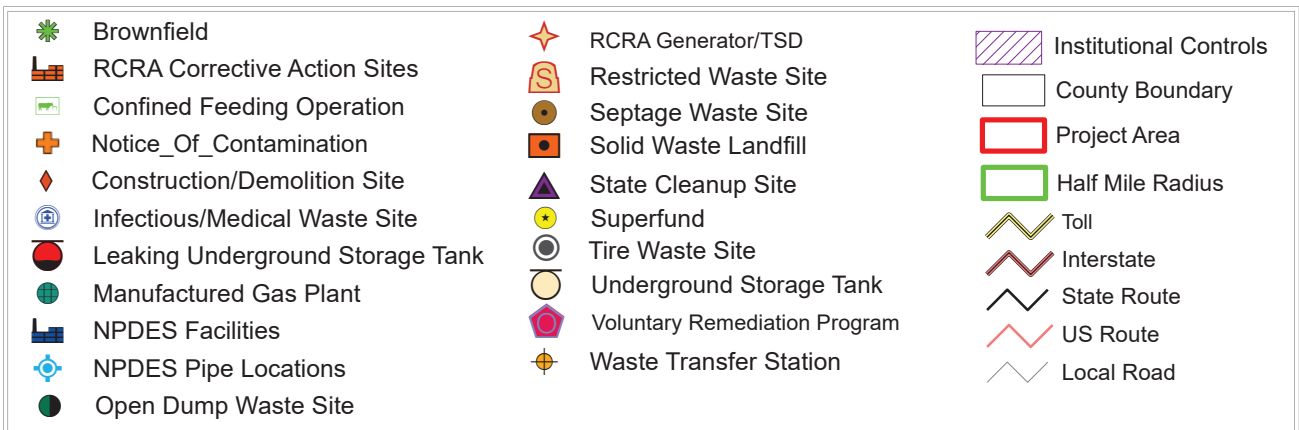 Brownfield
RCRA Corrective Action Sites
Confined Feeding Operation
Notice_Of_Contamination
Construction/Demolition Site
Infectious/Medical Waste Site
Leaking Underground Storage Tank
Manufactured Gas Plant
NPDES Facilities
NPDES Pipe Locations
Open Dump Waste Site
RCRA Generator/TSD
S Restricted Waste Site
Septage Waste Site
Solid Waste Landfill
State Cleanup Site
Superfund
Tire Waste Site
Underground Storage Tank
Voluntary Remediation Program
Waste Transfer Station
Institutional Controls
County Boundary
Project Area
Half Mile Radius
Toll
Interstate
State Route
US Route
Local Road